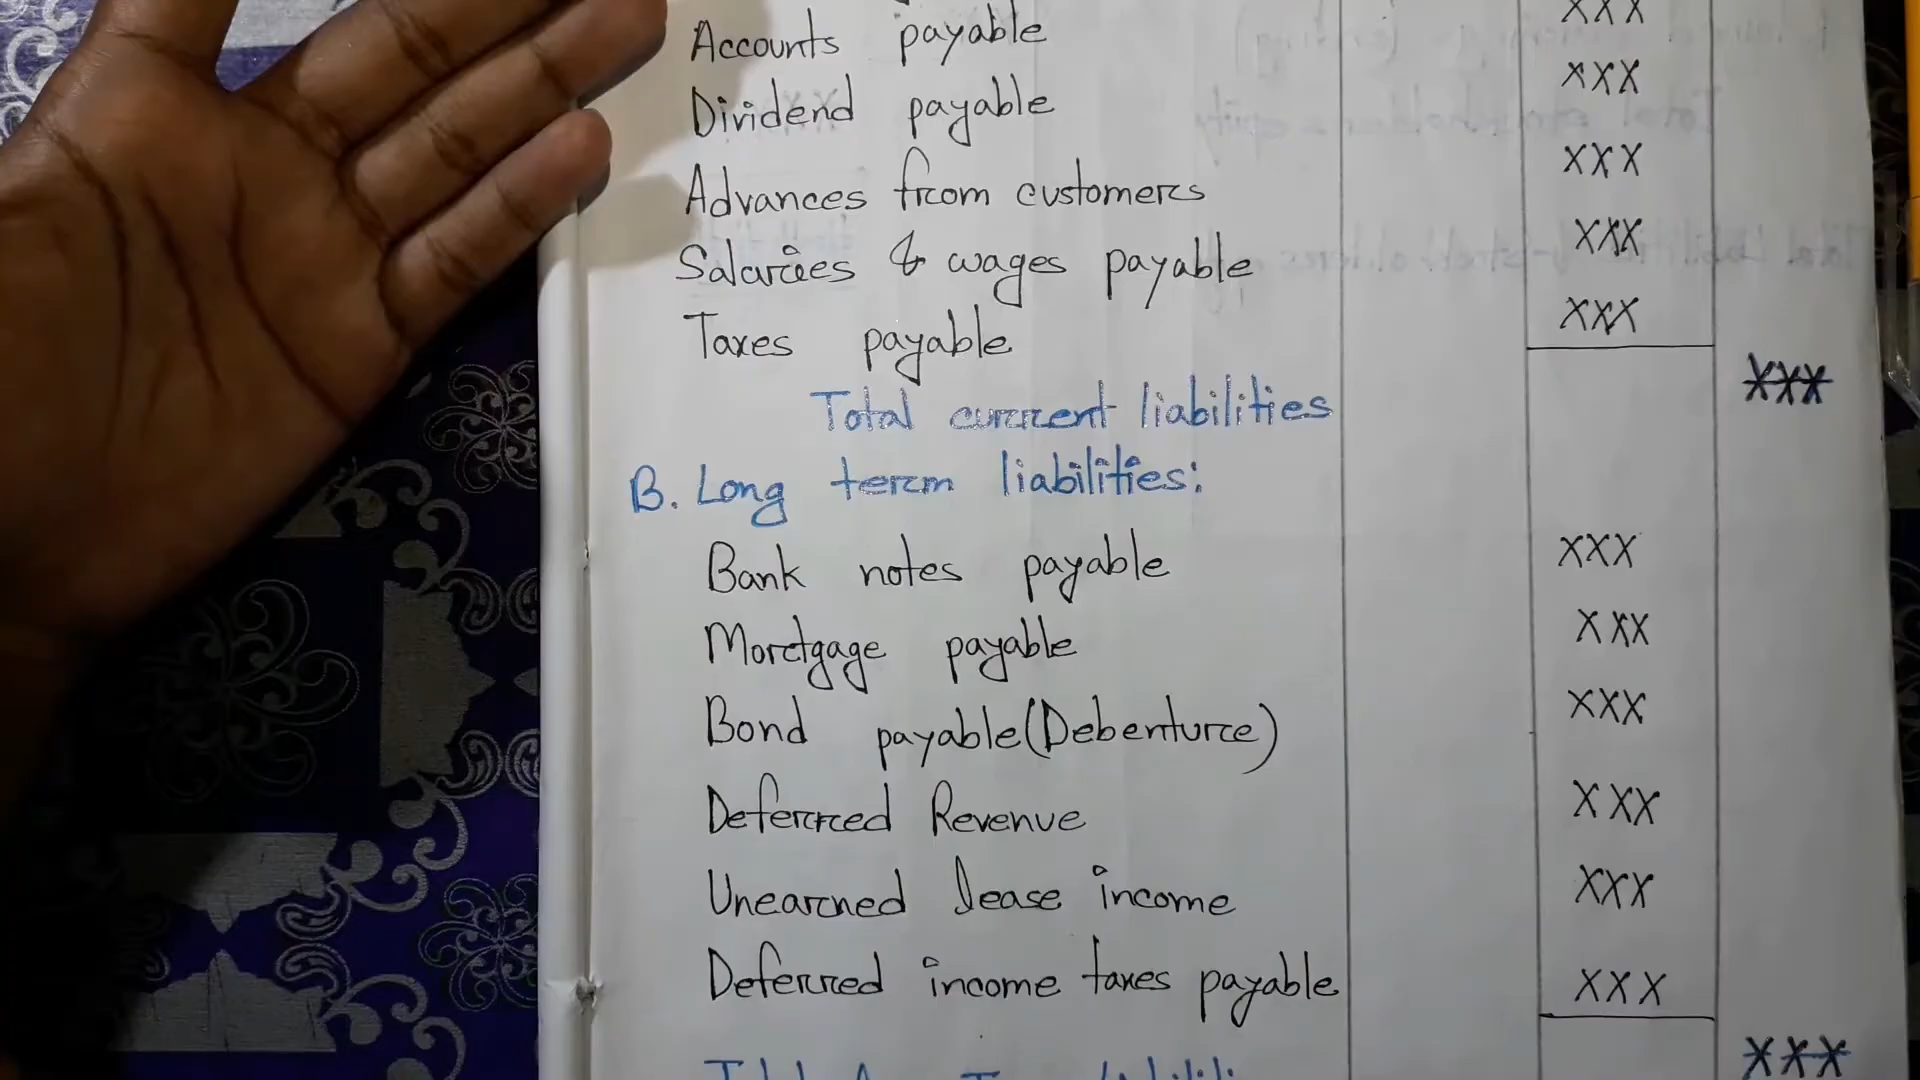 XXX
Accounts payable XXX
Dividend payable XXX
Advances from customers XXX
Salaries & wages payable XXX
Taxes payable
Total current liabilities XXX
B. Long term liabilities:
Bank notes payable XXX
Mortgage payable XXX
Bond payable (Debenture) XXX
Deferred Revenue XXX
Unearned lease income XXX
Deferred income taxes payable XXX
XXX